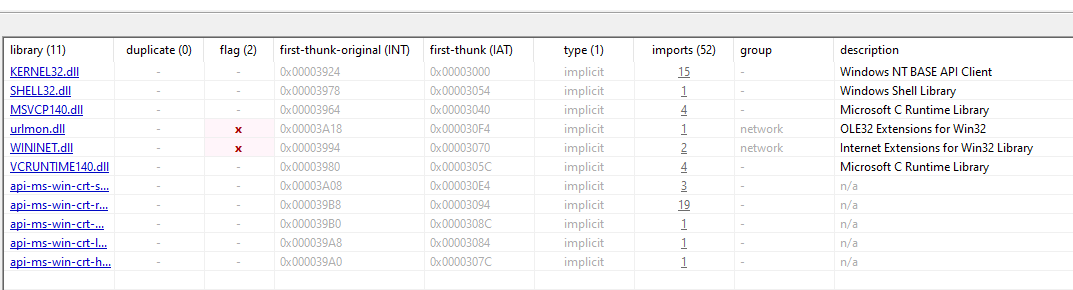 library (11) duplicate (0) flag (2) first-thunk-original (INT) first-thunk (IAT) type (1) imports (52) group description
KERNEL32.dll - - 0x00003924 0x00003000 implicit 15 - Windows NT BASE API Client
SHELL32.dll - - 0x00003978 0x00003054 implicit 1 - Windows Shell Library
MSVCP140.dll - - 0x00003964 0x00003040 implicit 4 - Microsoft C Runtime Library
urlmon.dll - x 0x00003A18 0x000030F4 implicit 1 network OLE32 Extensions for Win32
WININET.dll - x 0x00003994 0x00003070 implicit 2 network Internet Extensions for Win32 Library
VCRUNTIME140.dll - - 0x00003980 0x0000305C implicit 4 - Microsoft C Runtime Library
api-ms-win-crt-s... - - 0x00003A08 0x000030E4 implicit 3 - n/a
api-ms-win-crt-r... - - 0x000039B8 0x00003094 implicit 19 - n/a
api-ms-win-crt-... - - 0x000039B0 0x0000308C implicit 1 - n/a
api-ms-win-crt-l... - - 0x000039A8 0x00003084 implicit 1 - n/a
api-ms-win-crt-h... - - 0x000039A0 0x0000307C implicit 1 - n/a